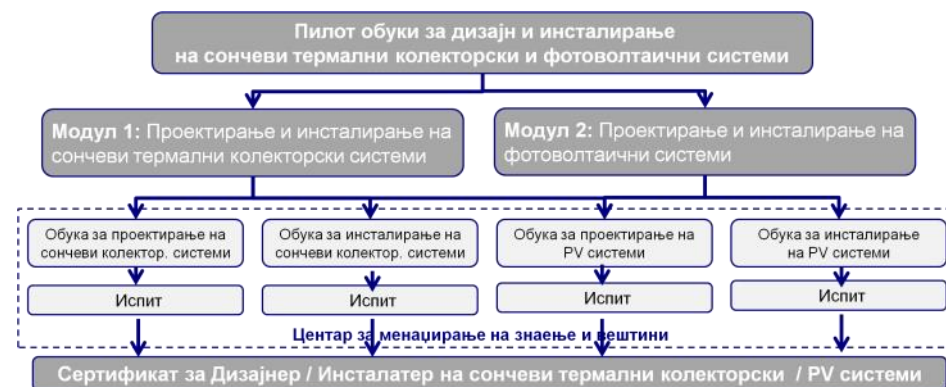 Пилот обуки за дизајн и инсталирање
на сончеви термални колекторски и фотоволтаични системи
Модул 1: Проектирање и инсталирање на
сончеви термални колекторски системи
Модул 2: Проектирање и инсталирање на
фотоволтаични системи
Обука за проектирање на
сончеви колектор. системи
Обука за инсталирање на
сончеви колектор. системи
Обука за проектирање на
PV системи
Обука за инсталирање
на PV системи
Испит
Испит
Испит
Испит
Центар за менаџирање на знаење и вештини
Сертификат за Дизајнер / Инсталатер на сончеви термални колекторски / PV системи